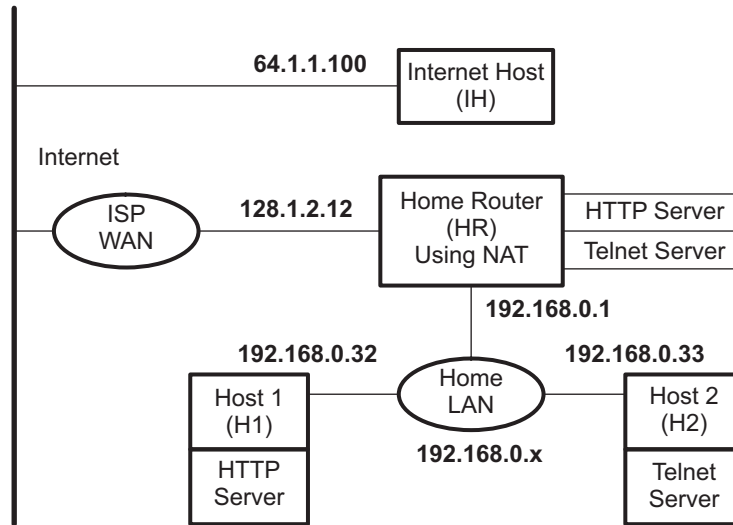 64.1.1.100
Internet Host
(IH)
Internet
ISP
WAN
128.1.2.12
Home Router
(HR)
Using NAT
HTTP Server
Telnet Server
192.168.0.1
192.168.0.32
192.168.0.33
Host 1
(H1)
HTTP
Server
Home
LAN
192.168.0.x
Host 2
(H2)
Telnet
Server